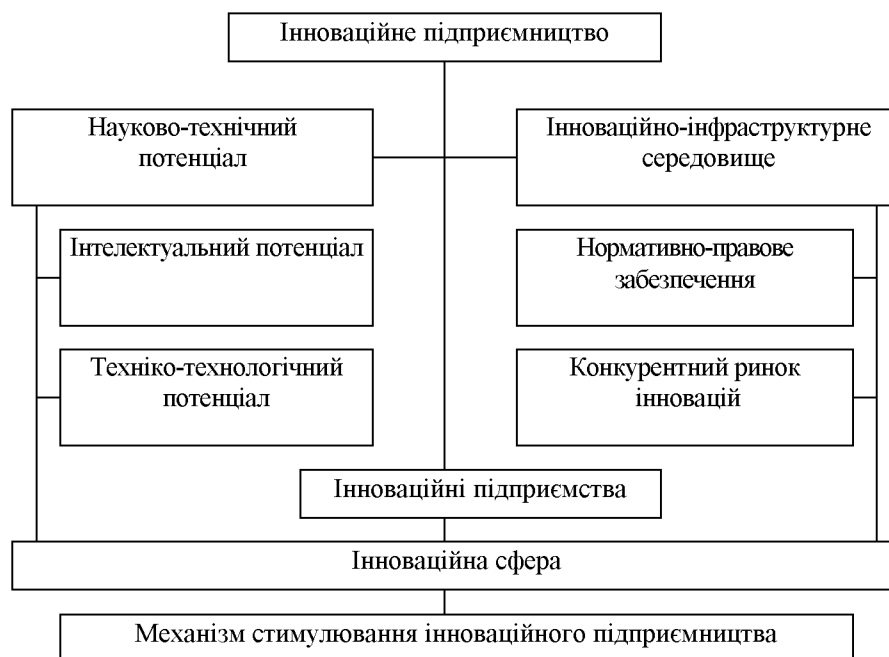 Інноваційне підприємництво
Науково-технічний
потенціал
Інноваційно-інфраструктурне
середовище
Інтелектуальний потенціал
Нормативно-правове
забезпечення
Техніко-технологічний
потенціал
Конкурентний ринок
інновацій
Інноваційні підприємства
Інноваційна сфера
Механізм стимулювання інноваційного підприємництва